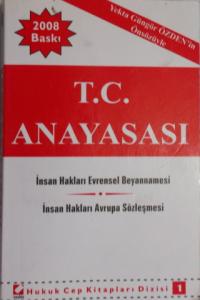 2008
Baskı
Yekta Güngör ÖZDEN'in
Önsözüyle
T.C.
ANAYASASI
İnsan Hakları Evrensel Beyannamesi
İnsan Hakları Avrupa Sözleşmesi
Hukuk Cep Kitapları Dizisi 1